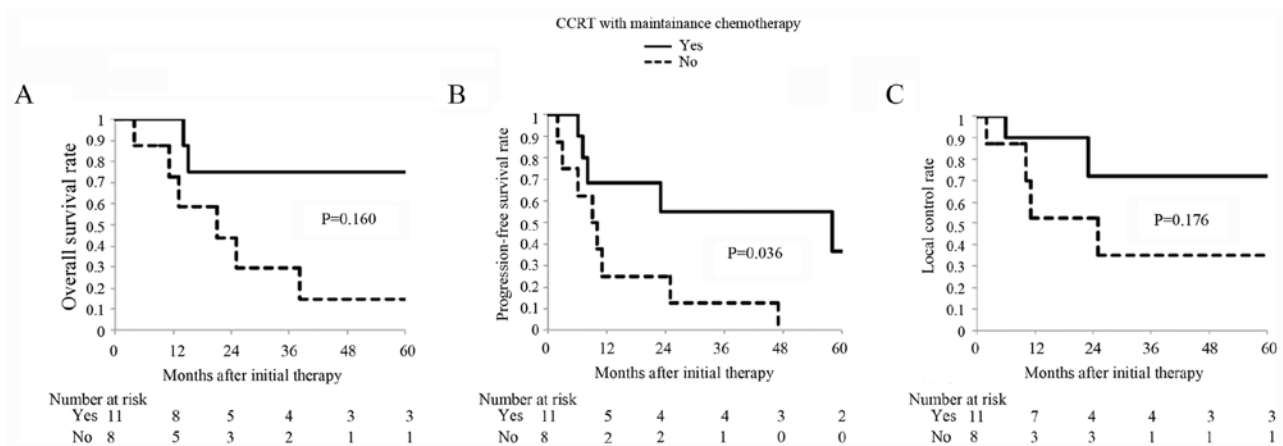 CCRT with maintainance chemotherapy
Yes
No
A
Overall survival rate
1
0.9
0.8
0.7
0.6
0.5
0.4
0.3
0.2
0.1
0
P=0.160
0 12 24 36 48 60
Months after initial therapy
Number at risk
Yes 11 8 5 4 3 3
No 8 5 3 2 1 1
B
Progression-free survival rate
1
0.9
0.8
0.7
0.6
0.5
0.4
0.3
0.2
0.1
0
P=0.036
0 12 24 36 48 60
Months after initial therapy
Number at risk
Yes 11 5 4 4 3 2
No 8 2 2 1 0 0
C
Local control rate
1
0.9
0.8
0.7
0.6
0.5
0.4
0.3
0.2
0.1
0
P=0.176
0 12 24 36 48 60
Months after initial therapy
Number at risk
Yes 11 7 4 4 3 3
No 8 3 3 1 1 1